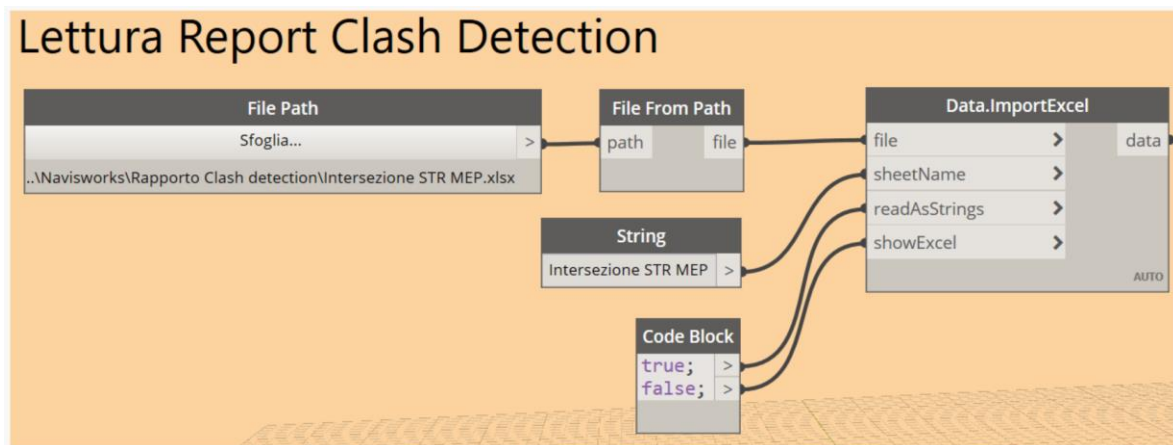 Lettura Report Clash Detection
File Path
Sfoglia...
>
..\Navisworks\Rapporto Clash detection\Intersezione STR MEP.xlsx
File From Path
path file
Data.ImportExcel
file > data
sheetName >
readAsStrings >
showExcel >
AUTO
String
Intersezione STR MEP >
Code Block
true; >
false; >